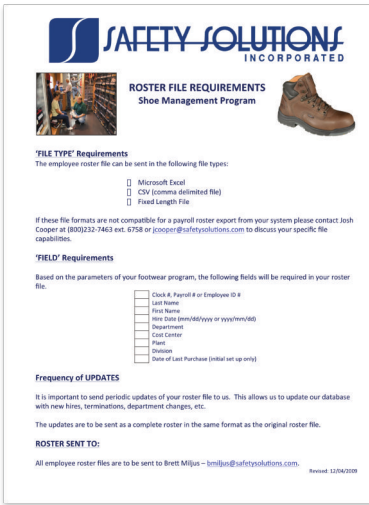 SAFETY SOLUTIONS
INCORPORATED
ROSTER FILE REQUIREMENTS
Shoe Management Program
'FILE TYPE' Requirements
The employee roster file can be sent in the following file types:
Microsoft Excel
CSV (comma delimited file)
Fixed Length File
If these file formats are not compatible for a payroll roster export from your system please contact Josh
Cooper at (800)232-7463 ext. 6758 or jcooper@safetysolutions.com to discuss your specific file
capabilities.
'FIELD' Requirements
Based on the parameters of your footwear program, the following fields will be required in your roster
file.
Clock #, Payroll # or Employee ID #
Last Name
First Name
Hire Date (mm/dd/yyyy or yyyy/mm/dd)
Department
Cost Center
Plant
Division
Date of Last Purchase (initial set up only)
Frequency of UPDATES
It is important to send periodic updates of your roster file to us. This allows us to update our database
with new hires, terminations, department changes, etc.
The updates are to be sent as a complete roster in the same format as the original roster file.
ROSTER SENT TO:
All employee roster files are to be sent to Brett Miljus – bmiljus@safetysolutions.com.
Revised: 12/04/2009